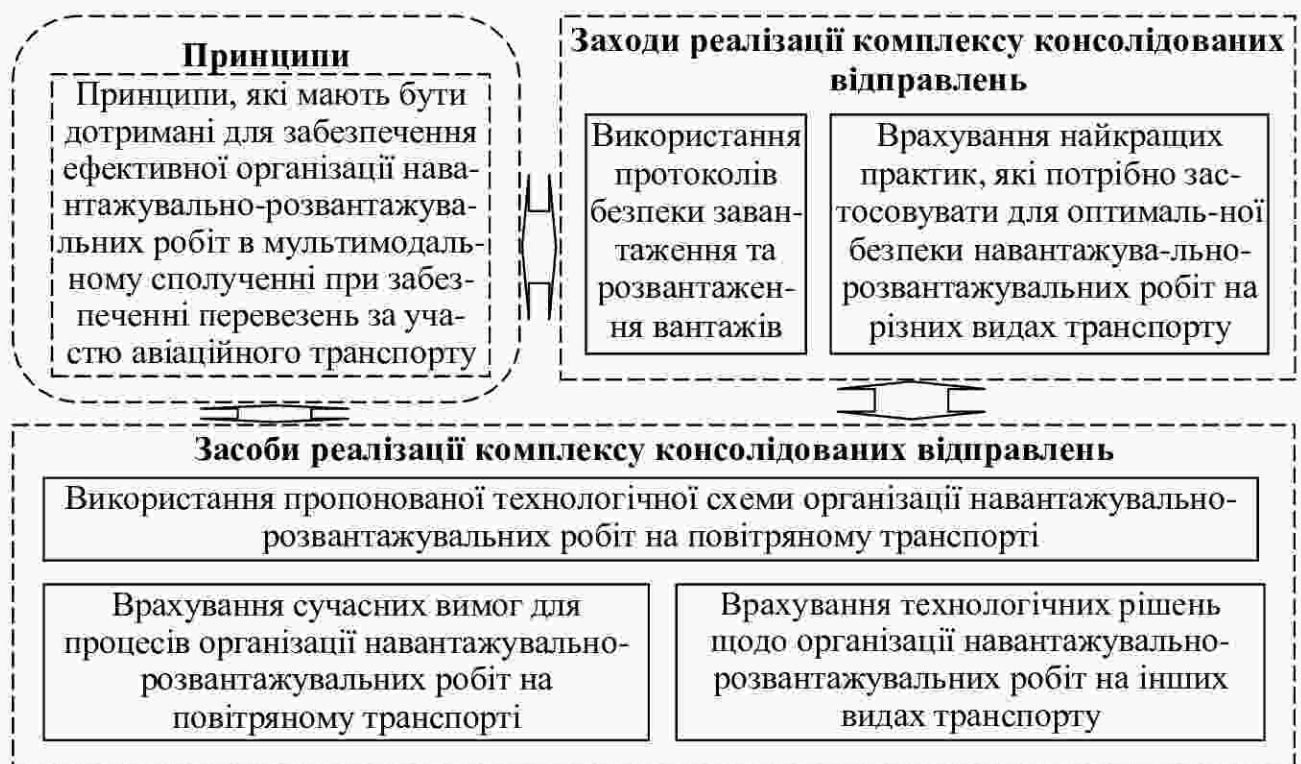 Принципи
Принципи, які мають бути
дотримані для забезпечення
ефективної організації нава-
нтажувально-розвантажува-
льних робіт в мультимодаль-
ному сполученні при забез-
печенні перевезень за уча-
стю авіаційного транспорту
Заходи реалізації комплексу консолідованих
відправлень
Використання
протоколів
безпеки заван-
таження та
розвантажен-
ня вантажів
Врахування найкращих
практик, які потрібно зас-
тосовувати для оптималь-ної
безпеки навантажува-льно-
розвантажувальних робіт на
різних видах транспорту
Засоби реалізації комплексу консолідованих відправлень
Використання пропонованої технологічної схеми організації навантажувально-
розвантажувальних робіт на повітряному транспорті
Врахування сучасних вимог для
процесів організації навантажувально-
розвантажувальних робіт на
повітряному транспорті
Врахування технологічних рішень
щодо організації навантажувально-
розвантажувальних робіт на інших
видах транспорту